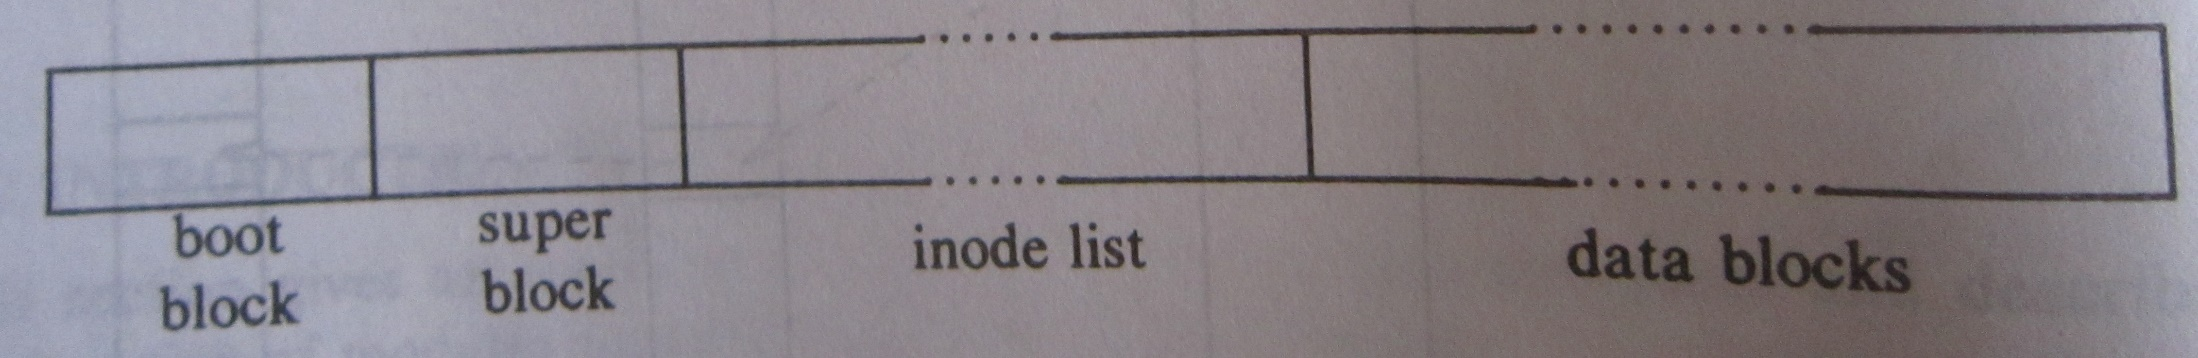 boot
block
super
block
inode list
data blocks